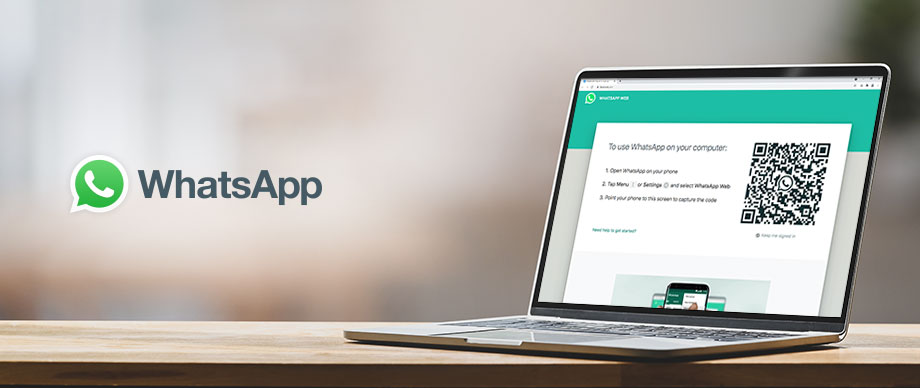 WhatsApp
WHATSAPP WEB
To use WhatsApp on your computer:
1. Open WhatsApp on your phone
2. Tap Menu or Settings and select WhatsApp Web
3. Point your phone to this screen to capture the code
Keep me signed in
Need help to get started?